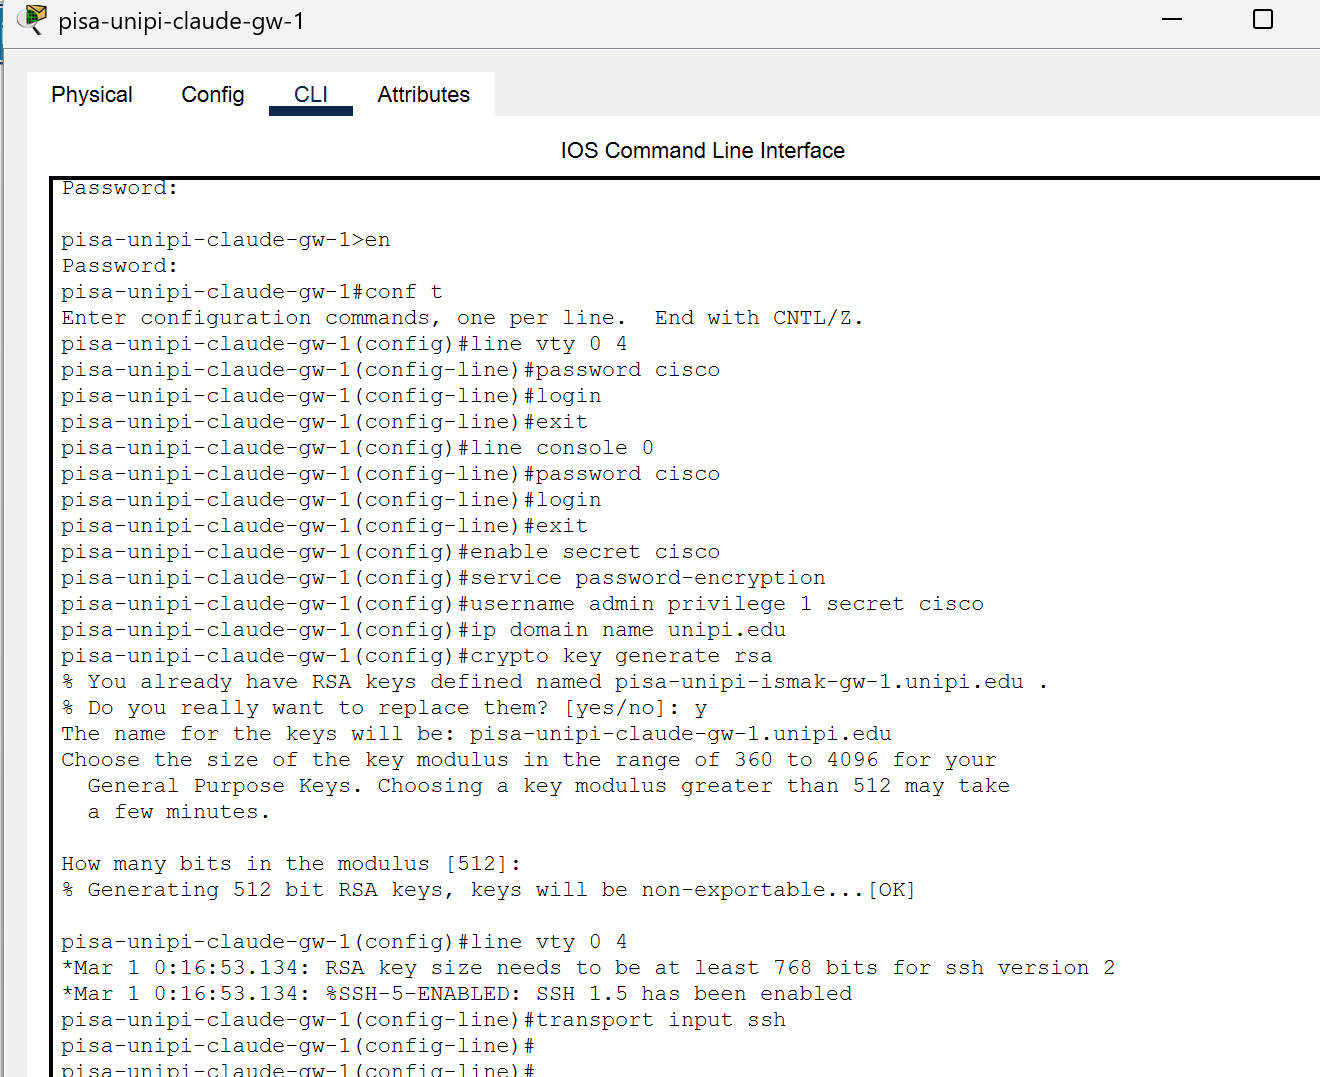 pisa-unipi-claude-gw-1
Physical Config CLI Attributes
IOS Command Line Interface
Password:
pisa-unipi-claude-gw-1>en
Password:
pisa-unipi-claude-gw-1#conf t
Enter configuration commands, one per line.  End with CNTL/Z.
pisa-unipi-claude-gw-1(config)#line vty 0 4
pisa-unipi-claude-gw-1(config-line)#password cisco
pisa-unipi-claude-gw-1(config-line)#login
pisa-unipi-claude-gw-1(config-line)#exit
pisa-unipi-claude-gw-1(config)#line console 0
pisa-unipi-claude-gw-1(config-line)#password cisco
pisa-unipi-claude-gw-1(config-line)#login
pisa-unipi-claude-gw-1(config-line)#exit
pisa-unipi-claude-gw-1(config)#enable secret cisco
pisa-unipi-claude-gw-1(config)#service password-encryption
pisa-unipi-claude-gw-1(config)#username admin privilege 1 secret cisco
pisa-unipi-claude-gw-1(config)#ip domain name unipi.edu
pisa-unipi-claude-gw-1(config)#crypto key generate rsa
% You already have RSA keys defined named pisa-unipi-ismak-gw-1.unipi.edu .
% Do you really want to replace them? [yes/no]: y
The name for the keys will be: pisa-unipi-claude-gw-1.unipi.edu
Choose the size of the key modulus in the range of 360 to 4096 for your
  General Purpose Keys. Choosing a key modulus greater than 512 may take
  a few minutes.
How many bits in the modulus [512]:
% Generating 512 bit RSA keys, keys will be non-exportable...[OK]
pisa-unipi-claude-gw-1(config)#line vty 0 4
*Mar 1 0:16:53.134: RSA key size needs to be at least 768 bits for ssh version 2
*Mar 1 0:16:53.134: %SSH-5-ENABLED: SSH 1.5 has been enabled
pisa-unipi-claude-gw-1(config-line)#transport input ssh
pisa-unipi-claude-gw-1(config-line)#
pisa-unipi-claude-gw-1(config-line)#